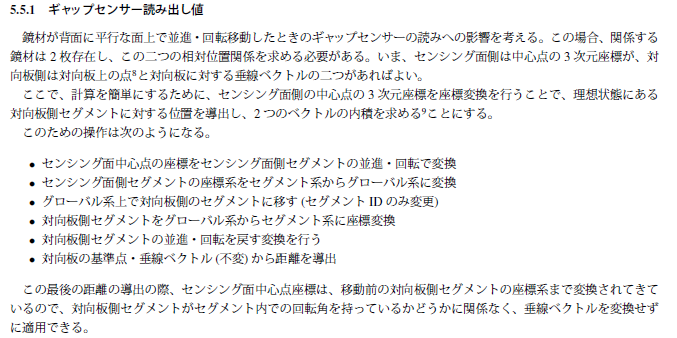 5.5.1 ギャップセンサー読み出し値
鏡材が背面に平行な面上で並進・回転移動したときのギャップセンサーの読みへの影響を考える。この場合、関係する
鏡材は 2 枚存在し、この二つの相対位置関係を求める必要がある。いま、センシング面側は中心点の 3 次元座標が、対
向板側は対向板上の点8と対向板に対する垂線ベクトルの二つがあればよい。
ここで、計算を簡単にするために、センシング面側の中心点の 3 次元座標を座標変換を行うことで、理想状態にある
対向板側セグメントに対する位置を導出し、2 つのベクトルの内積を求める9ことにする。
このための操作は次のようになる。
• センシング面中心点の座標をセンシング面側セグメントの並進・回転で変換
• センシング面側セグメントの座標系をセグメント系からグローバル系に変換
• グローバル系上で対向板側のセグメントに移す (セグメント ID のみ変更)
• 対向板側セグメントをグローバル系からセグメント系に座標変換
• 対向板側セグメントの並進・回転を戻す変換を行う
• 対向板の基準点・垂線ベクトル (不変) から距離を導出
この最後の距離の導出の際、センシング面中心点座標は、移動前の対向板側セグメントの座標系まで変換されてきて
いるので、対向板側セグメントがセグメント内での回転角を持っているかどうかに関係なく、垂線ベクトルを変換せず
に適用できる。